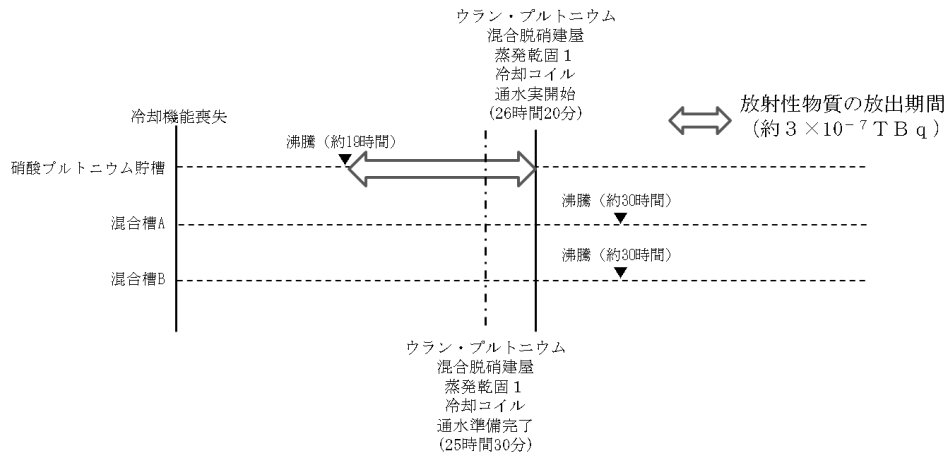 ウラン・プルトニウム
混合脱硝建屋
蒸発乾固1
冷却コイル
通水実開始
(26時間20分)
冷却機能喪失
放射性物質の放出期間
(約3×10⁻⁷TBq)
沸騰(約19時間)
硝酸プルトニウム貯槽
沸騰(約30時間)
混合槽A
沸騰(約30時間)
混合槽B
ウラン・プルトニウム
混合脱硝建屋
蒸発乾固1
冷却コイル
通水準備完了
(25時間30分)